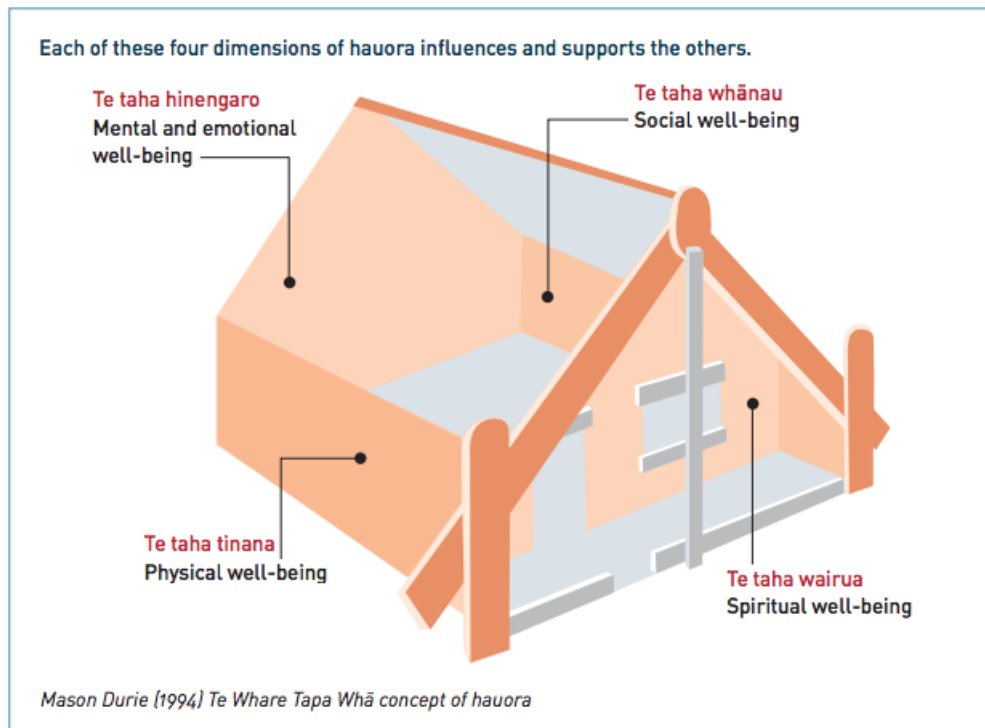 Each of these four dimensions of hauora influences and supports the others.
Te taha hinengaro
Mental and emotional
well-being
Te taha whānau
Social well-being
Te taha tinana
Physical well-being
Te taha wairua
Spiritual well-being
Mason Durie (1994) Te Whare Tapa Whā concept of hauora